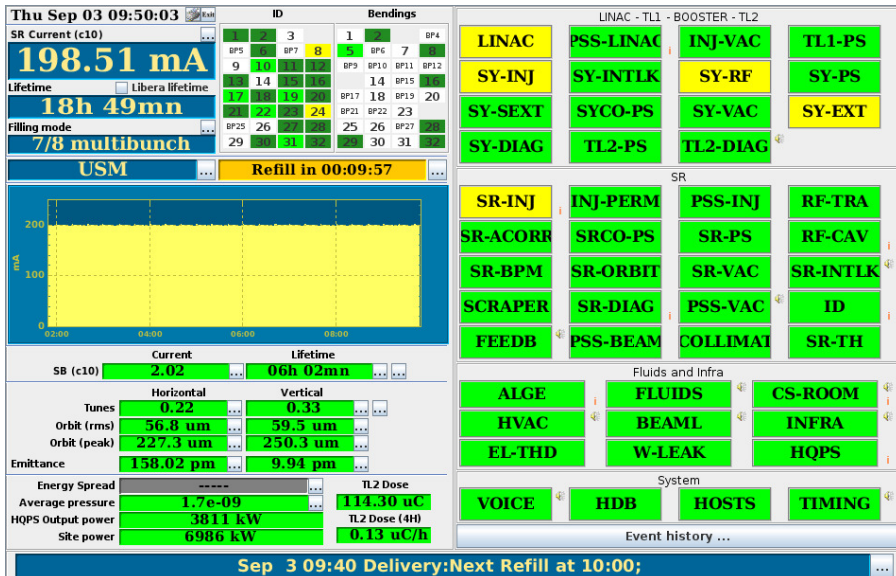 Thu Sep 03 09:50:03 Exit
SR Current (c10) ...
198.51 mA
Lifetime Libera lifetime
18h 49mn
Filling mode ...
7/8 multibunch
USM ... Refill in 00:09:57 ...
ID Bendings
1 2 3 1 2 BP4
BP5 6 BP7 8 5 BP6 7 8
9 10 11 12 BP9 BP10 BP11 BP12
13 14 15 16 14 BP15 16
17 18 19 20 BP17 18 BP19 20
21 22 23 24 BP21 BP22 23
BP25 26 27 28 25 26 BP27 28
29 30 31 32 29 30 31 32
mA
200
100
0
02:00 04:00 06:00 08:00
Current Lifetime
SB (c10) 2.02 ... 06h 02mn ... ...
Horizontal Vertical
Tunes 0.22 ... 0.33 ... ...
Orbit (rms) 56.8 um ... 59.5 um ...
Orbit (peak) 227.3 um ... 250.3 um ...
Emittance 158.02 pm ... 9.94 pm ...
Energy Spread ----- ... TL2 Dose
Average pressure 1.7e-09 114.30 uC
HQPS Output power 3811 kW TL2 Dose (4H)
Site power 6986 kW 0.13 uC/h
LINAC - TL1 - BOOSTER - TL2
LINAC PSS-LINAC i INJ-VAC TL1-PS
SY-INJ SY-INTLK SY-RF SY-PS
SY-SEXT SYCO-PS SY-VAC SY-EXT
SY-DIAG TL2-PS TL2-DIAG
SR
SR-INJ i INJ-PERM PSS-INJ RF-TRA
SR-ACORR SRCO-PS SR-PS RF-CAV i
SR-BPM SR-ORBIT SR-VAC SR-INTLK
SCRAPER SR-DIAG i PSS-VAC ID i
FEEDB PSS-BEAM COLLIMAT SR-TH
Fluids and Infra
ALGE i FLUIDS CS-ROOM i
HVAC BEAML INFRA
EL-THD W-LEAK HQPS i
System
VOICE HDB HOSTS TIMING
Event history ...
Sep 3 09:40 Delivery:Next Refill at 10:00; ...